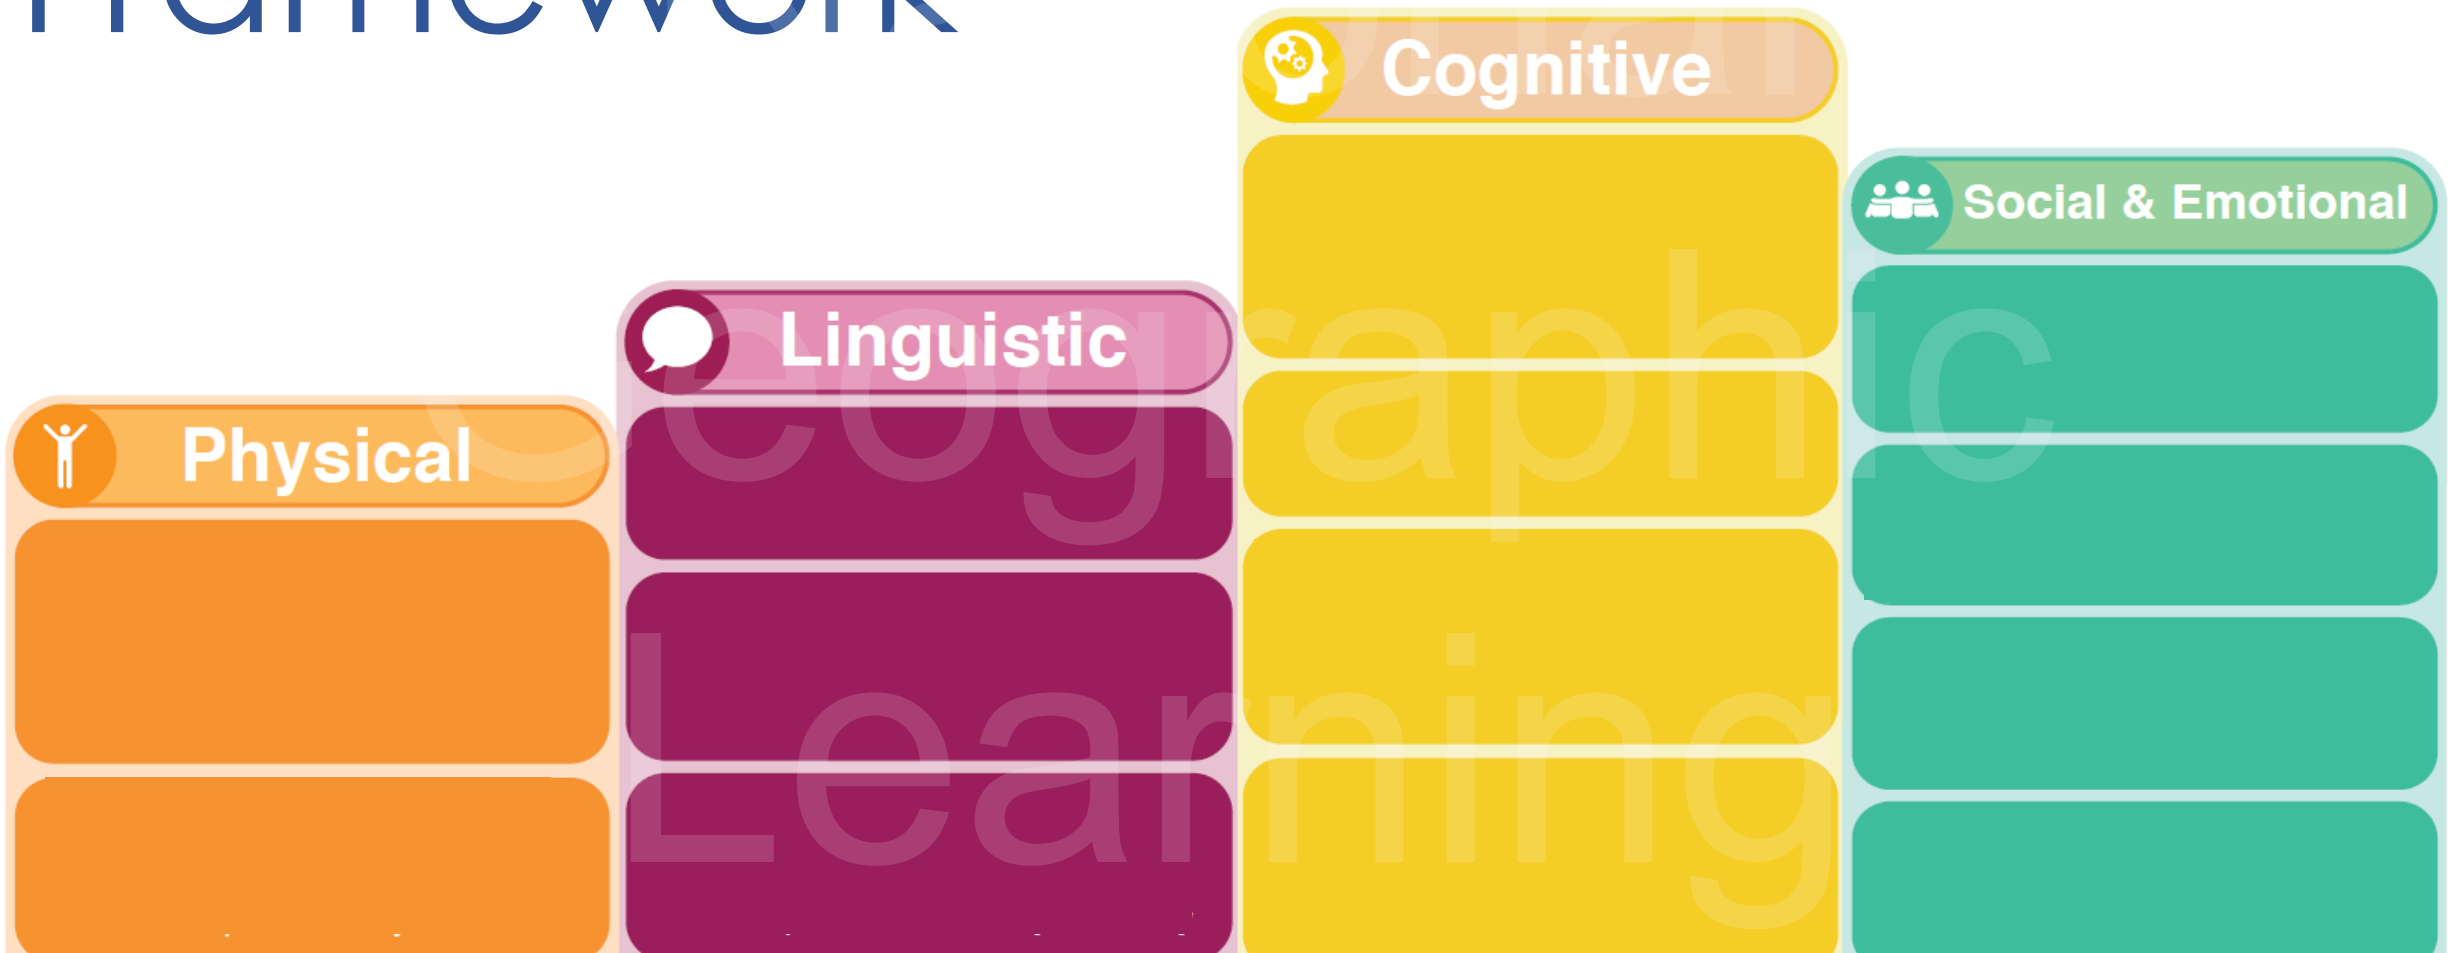 Framework
Cognitive
Social & Emotional
Linguistic
Physical
Geographic
Learning